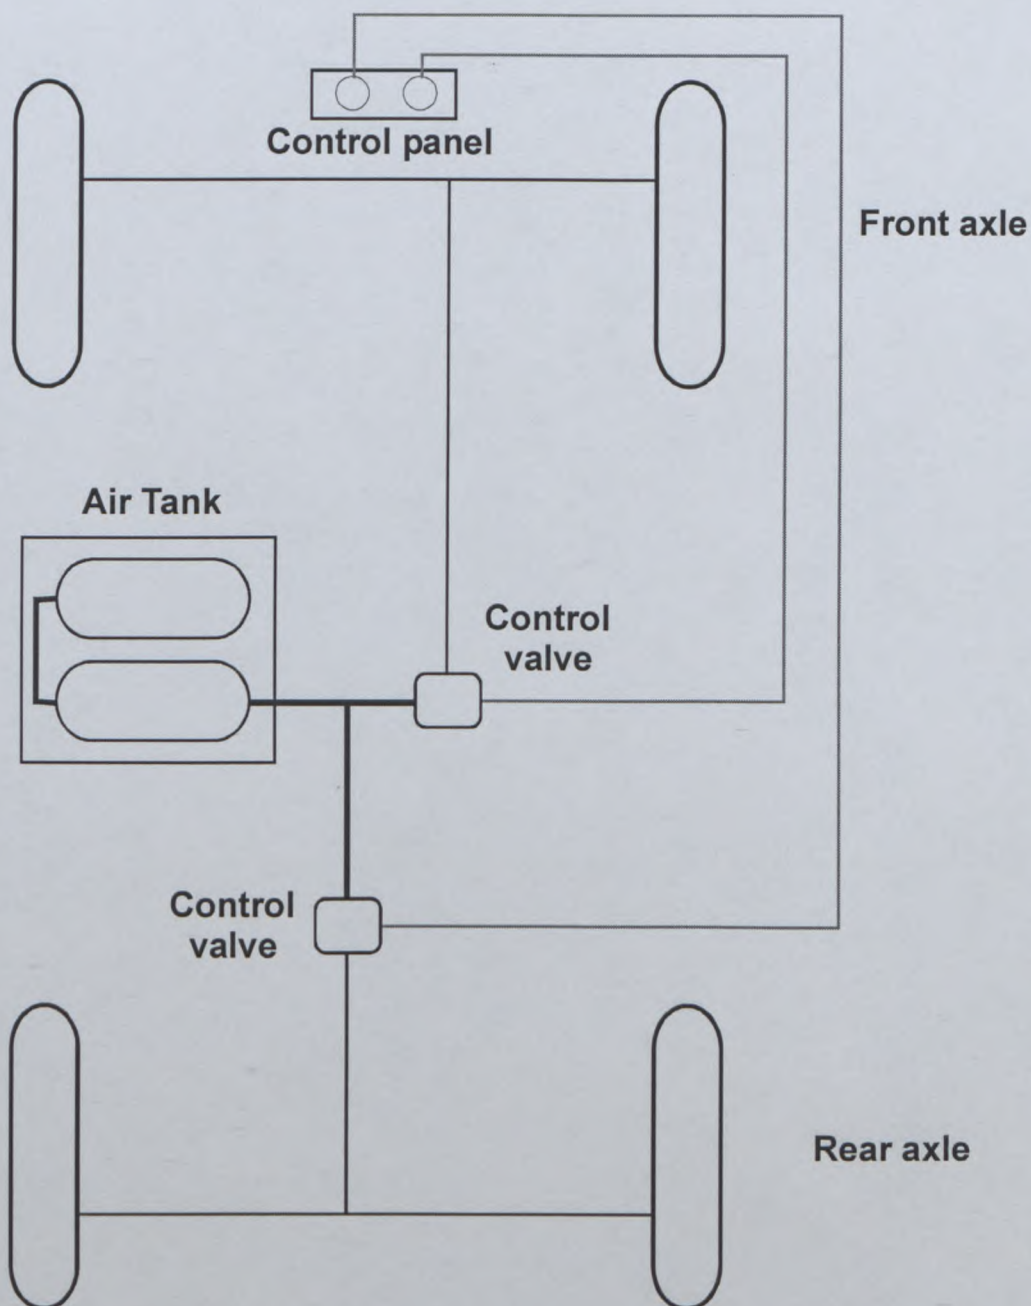 Control panel
Front axle
Air Tank
Control
valve
Control
valve
Rear axle